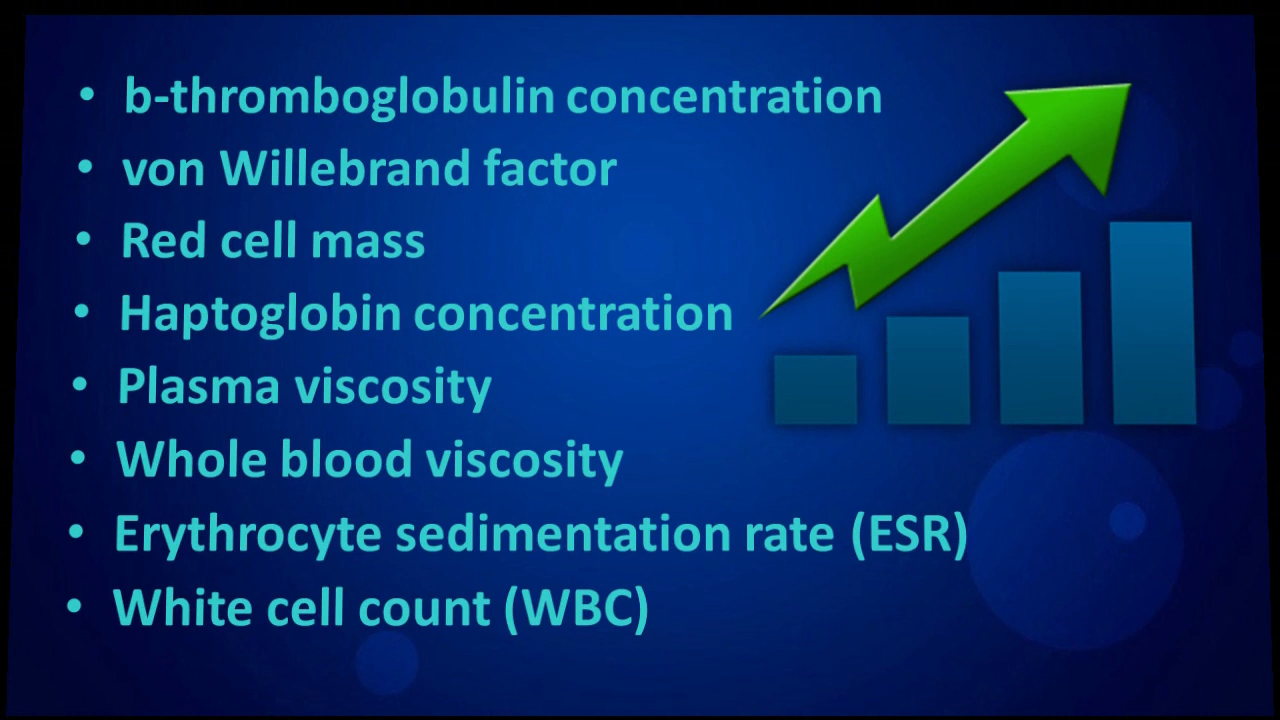 • b-thromboglobulin concentration
• von Willebrand factor
• Red cell mass
• Haptoglobin concentration
• Plasma viscosity
• Whole blood viscosity
• Erythrocyte sedimentation rate (ESR)
• White cell count (WBC)